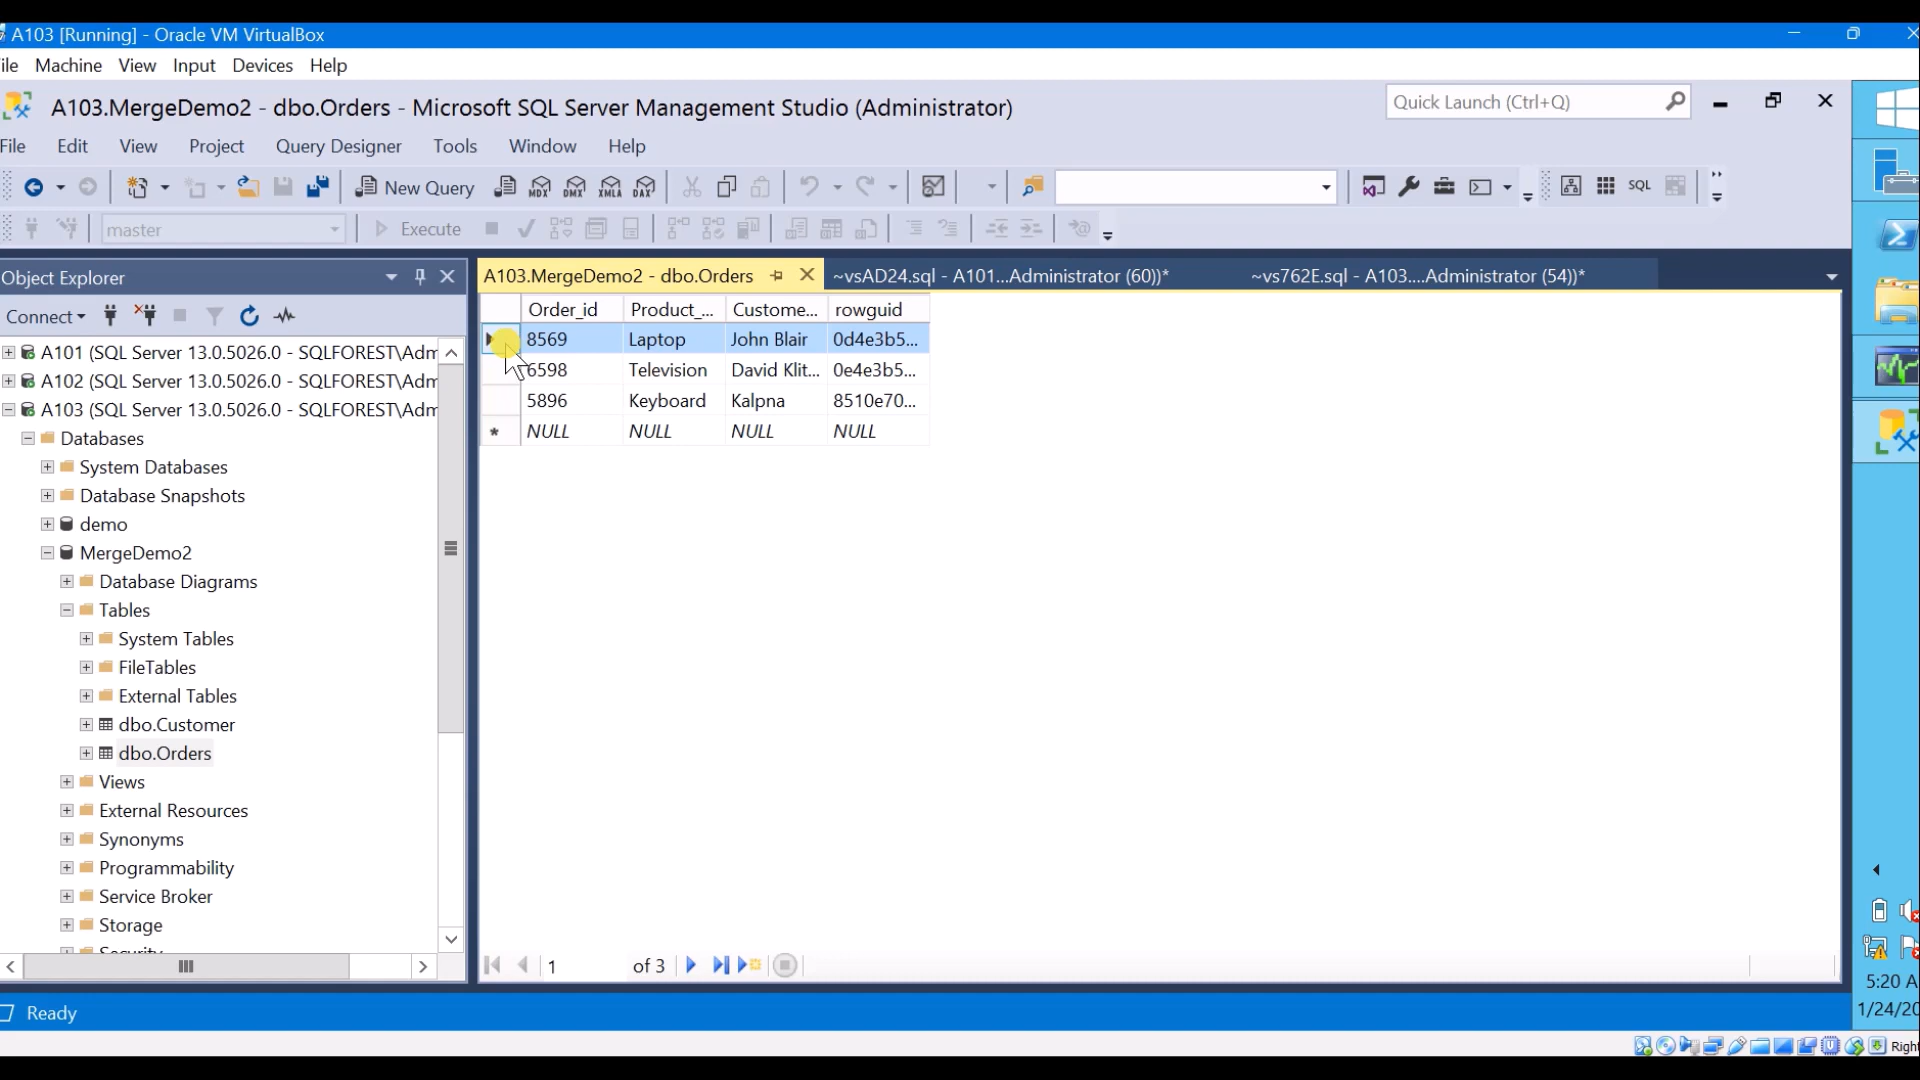 A103 [Running] - Oracle VM VirtualBox
ile Machine View Input Devices Help
A103.MergeDemo2 - dbo.Orders - Microsoft SQL Server Management Studio (Administrator)
Quick Launch (Ctrl+Q)
File Edit View Project Query Designer Tools Window Help
New Query MDX DMX XMLA DAX SQL
master Execute
Object Explorer
A103.MergeDemo2 - dbo.Orders ~vsAD24.sql - A101...Administrator (60))* ~vs762E.sql - A103....Administrator (54))*
Connect
Order_id Product_... Custome... rowguid
8569 Laptop John Blair 0d4e3b5...
6598 Television David Klit... 0e4e3b5...
5896 Keyboard Kalpna 8510e70...
* NULL NULL NULL NULL
A101 (SQL Server 13.0.5026.0 - SQLFOREST\Adm
A102 (SQL Server 13.0.5026.0 - SQLFOREST\Adm
A103 (SQL Server 13.0.5026.0 - SQLFOREST\Adm
Databases
System Databases
Database Snapshots
demo
MergeDemo2
Database Diagrams
Tables
System Tables
FileTables
External Tables
dbo.Customer
dbo.Orders
Views
External Resources
Synonyms
Programmability
Service Broker
Storage
Security
1 of 3
5:20 A
1/24/20
Ready
Right